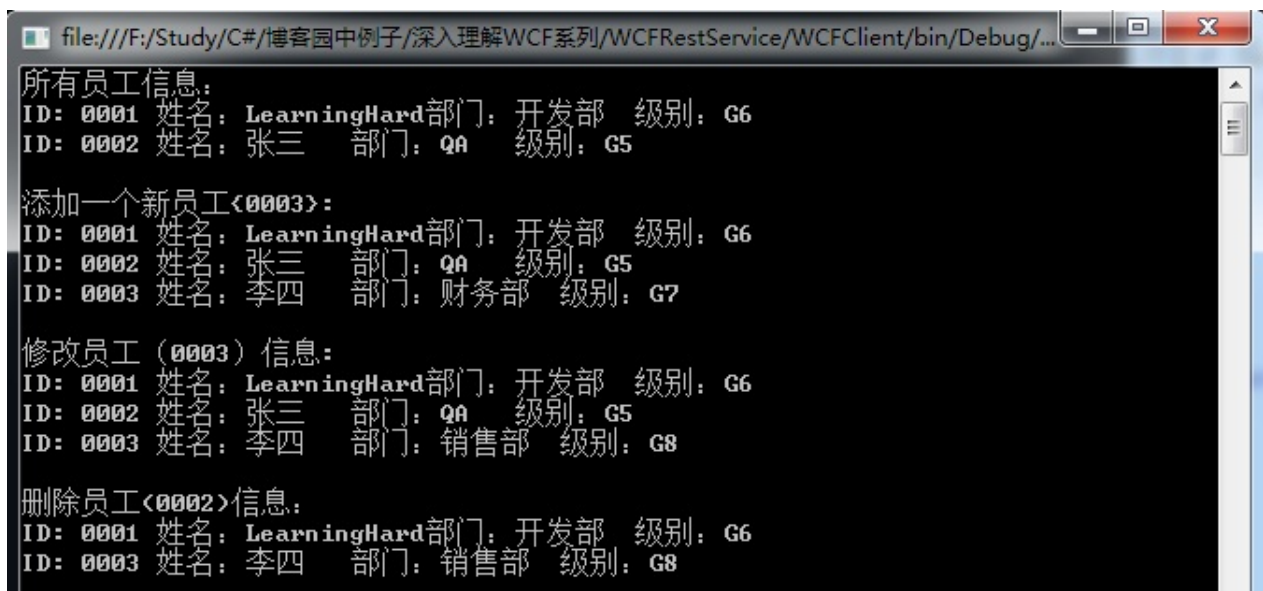 file:///F:/Study/C#/博客园中例子/深入理解WCF系列/WCFRestService/WCFClient/bin/Debug/...
所有员工信息:
ID: 0001 姓名: LearningHard部门: 开发部 级别: G6
ID: 0002 姓名: 张三 部门: QA 级别: G5
添加一个新员工(0003):
ID: 0001 姓名: LearningHard部门: 开发部 级别: G6
ID: 0002 姓名: 张三 部门: QA 级别: G5
ID: 0003 姓名: 李四 部门: 财务部 级别: G7
修改员工（0003）信息:
ID: 0001 姓名: LearningHard部门: 开发部 级别: G6
ID: 0002 姓名: 张三 部门: QA 级别: G5
ID: 0003 姓名: 李四 部门: 销售部 级别: G8
删除员工(0002)信息:
ID: 0001 姓名: LearningHard部门: 开发部 级别: G6
ID: 0003 姓名: 李四 部门: 销售部 级别: G8